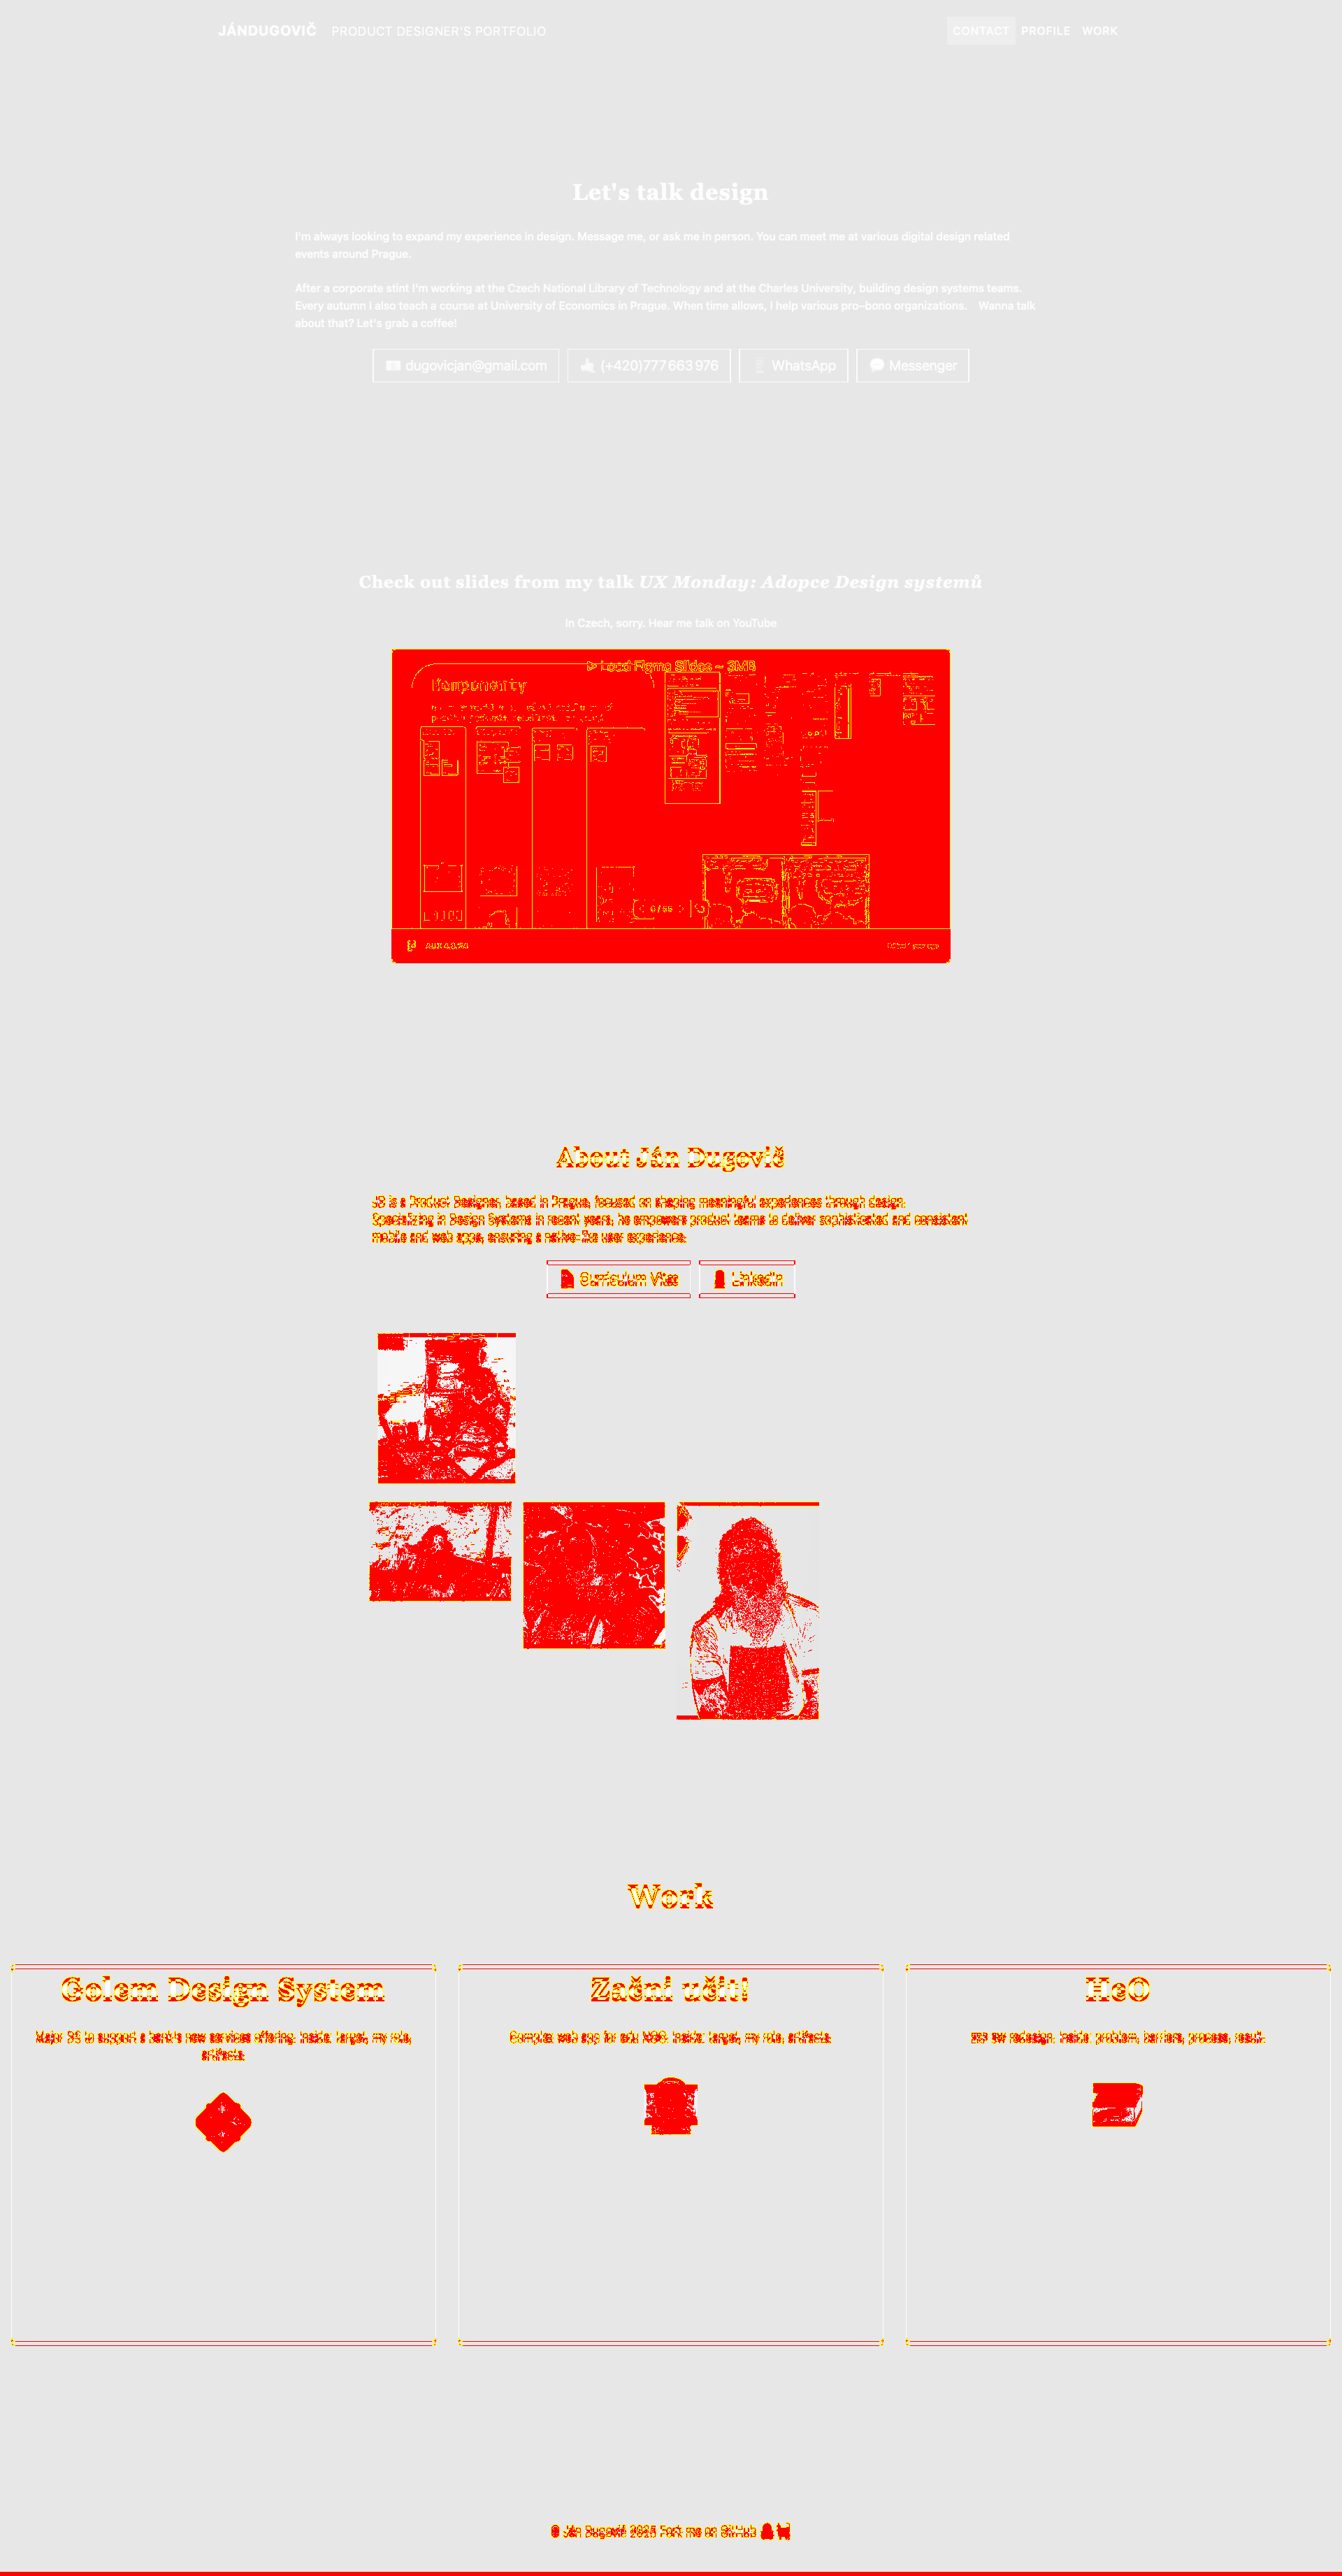 JÁNDUGOVIČ PRODUCT DESIGNER'S PORTFOLIO
CONTACT PROFILE WORK
Let's talk design
I'm always looking to expand my experience in design. Message me, or ask me in person. You can meet me at various digital design related
events around Prague.
After a corporate stint I'm working at the Czech National Library of Technology and at the Charles University, building design systems teams.
Every autumn I also teach a course at University of Economics in Prague. When time allows, I help various pro–bono organizations. Wanna talk
about that? Let's grab a coffee!
dugovicjan@gmail.com
(+420)777 663 976
WhatsApp
Messenger
Check out slides from my talk UX Monday: Adopce Design systemů
In Czech, sorry. Hear me talk on YouTube
▷ Load Figma Slides ~ 3MB
Komponenty
About Ján Dugovič
JD is a Product Designer, based in Prague, focused on shaping meaningful experiences through design.
Specializing in Design Systems in recent years, he empowers product teams to deliver sophisticated and consistent
mobile and web apps, ensuring a native-like user experience.
Curriculum Vitae
LinkedIn
Work
Golem Design System
Major DS to support a bank's new services offering. Inside: target, my role,
artifacts.
Začni učit!
Complex web app for edu NGO. Inside: target, my role, artifacts.
HeO
redesign. Inside: problem, barriers, process, result.
© Ján Dugovič 2025 Fork me on GitHub